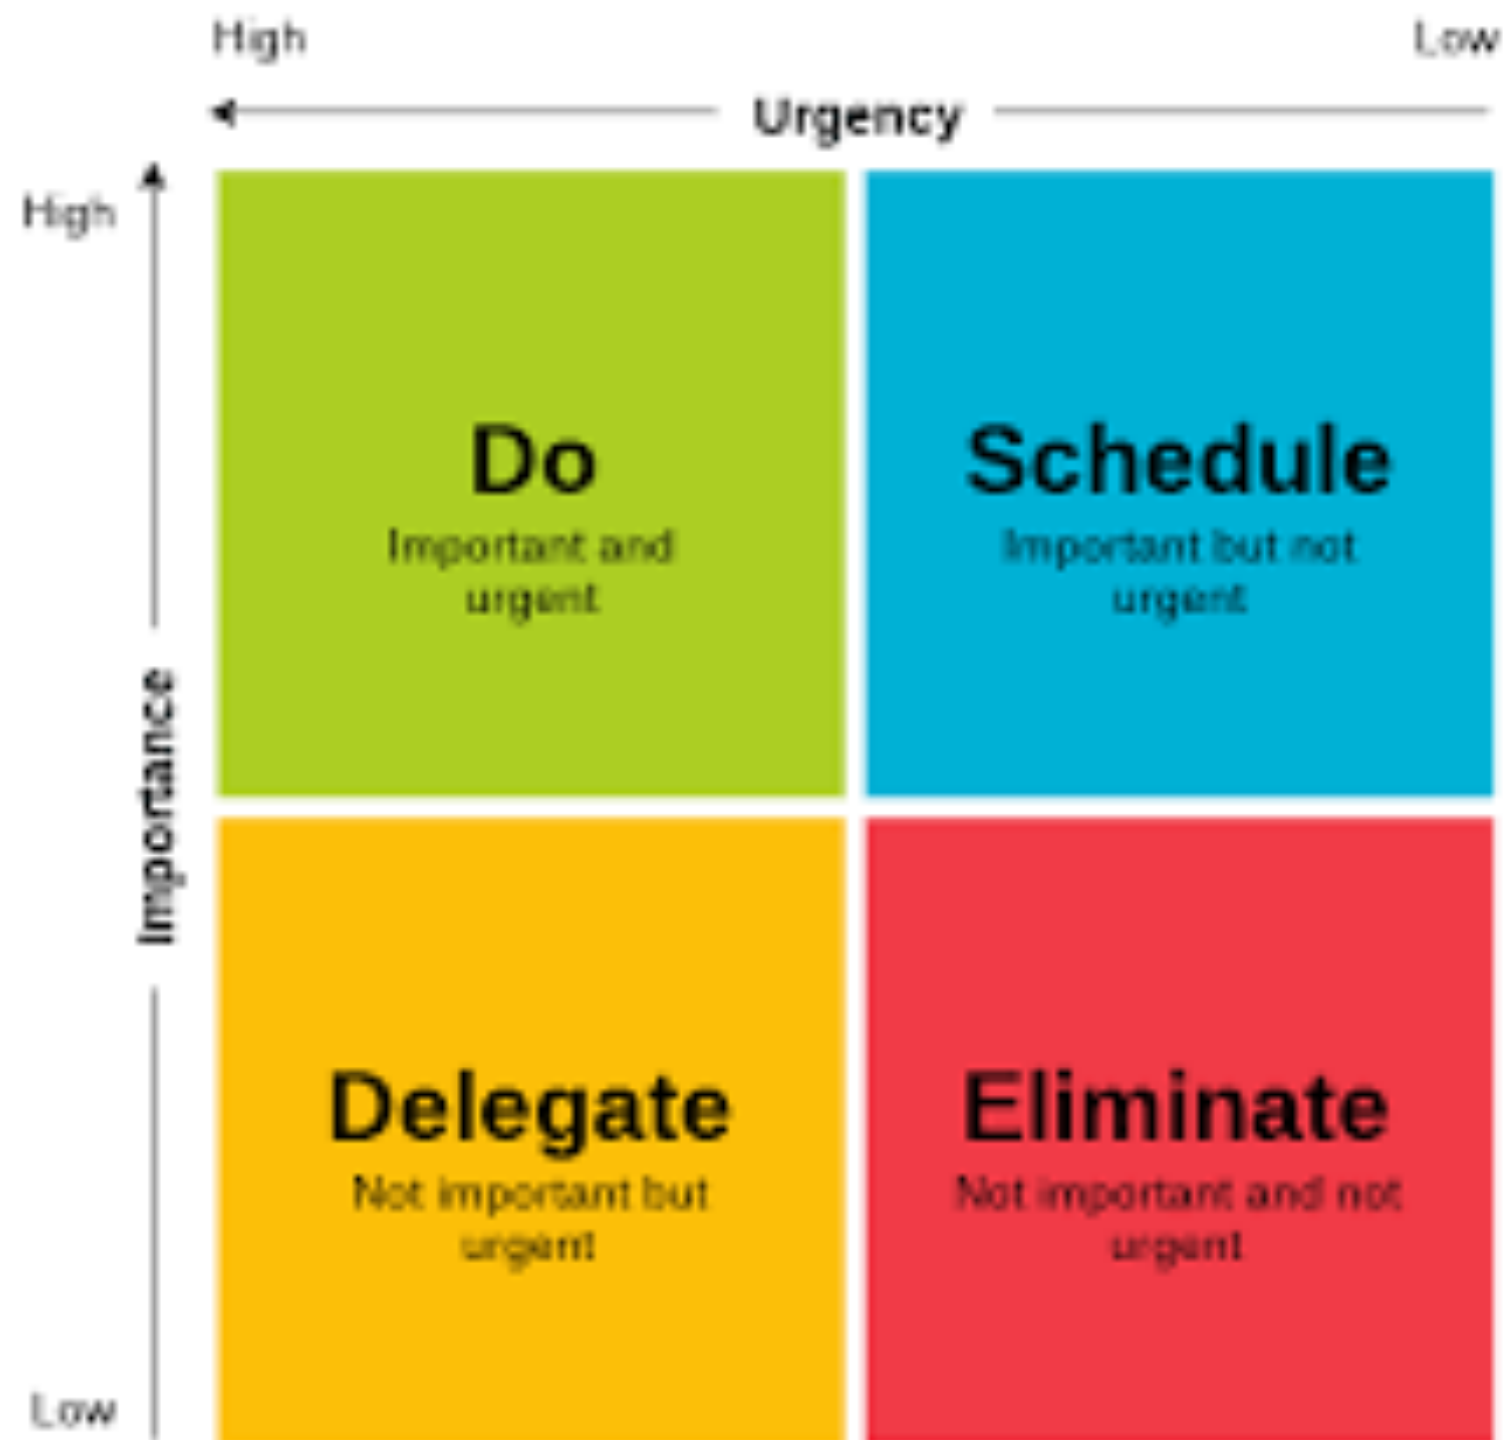 High
Low
Urgency
High
Do
Important and
urgent
Schedule
Important but not
urgent
Importance
Delegate
Not important but
urgent
Eliminate
Not important and not
urgent
Low